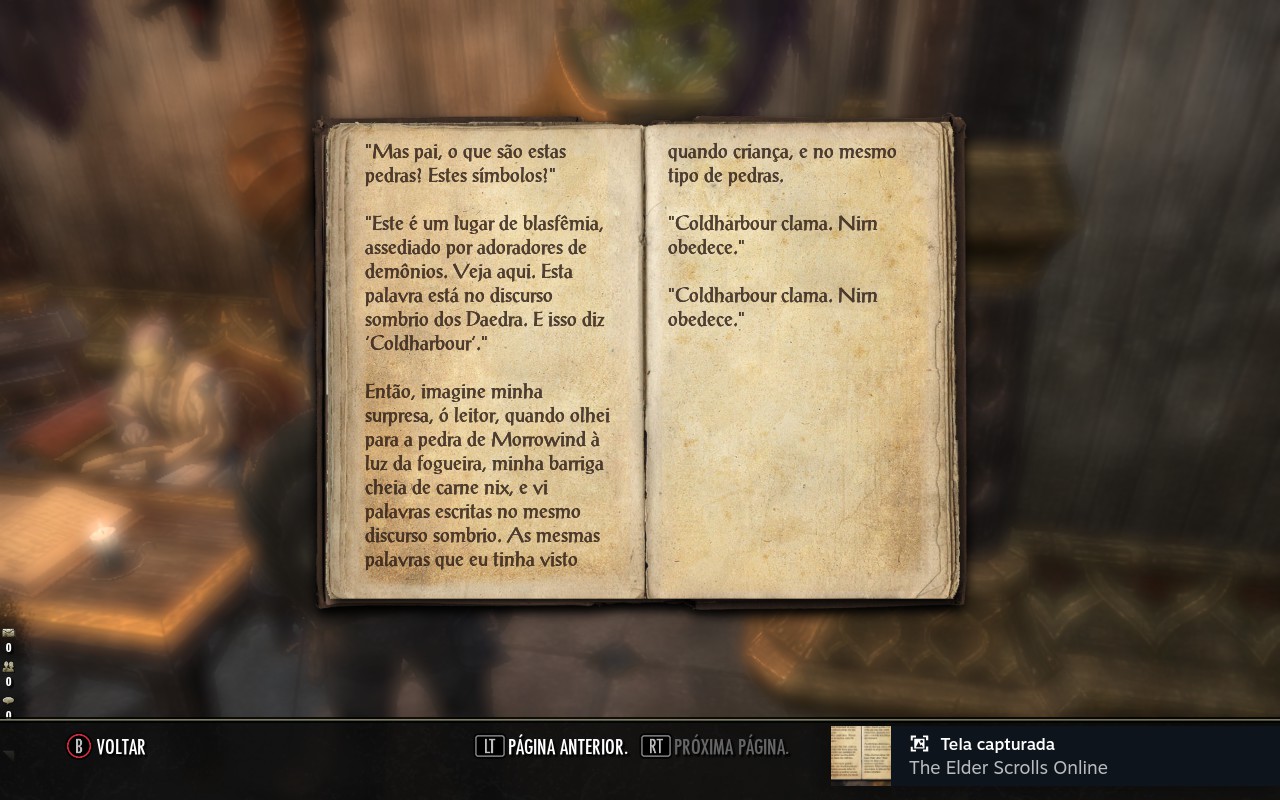 "Mas pai, o que são estas
pedras? Estes símbolos?"
"Este é um lugar de blasfêmia,
assediado por adoradores de
demônios. Veja aqui. Esta
palavra está no discurso
sombrio dos Daedra. E isso diz
'Coldharbour'."
Então, imagine minha
surpresa, ó leitor, quando olhei
para a pedra de Morrowind à
luz da fogueira, minha barriga
cheia de carne nix, e vi
palavras escritas no mesmo
discurso sombrio. As mesmas
palavras que eu tinha visto
quando criança, e no mesmo
tipo de pedras.
"Coldharbour clama. Nirn
obedece."
"Coldharbour clama. Nirn
obedece."
0
0
0
B VOLTAR
LT PÁGINA ANTERIOR.
RT PRÓXIMA PÁGINA.
Tela capturada
The Elder Scrolls Online